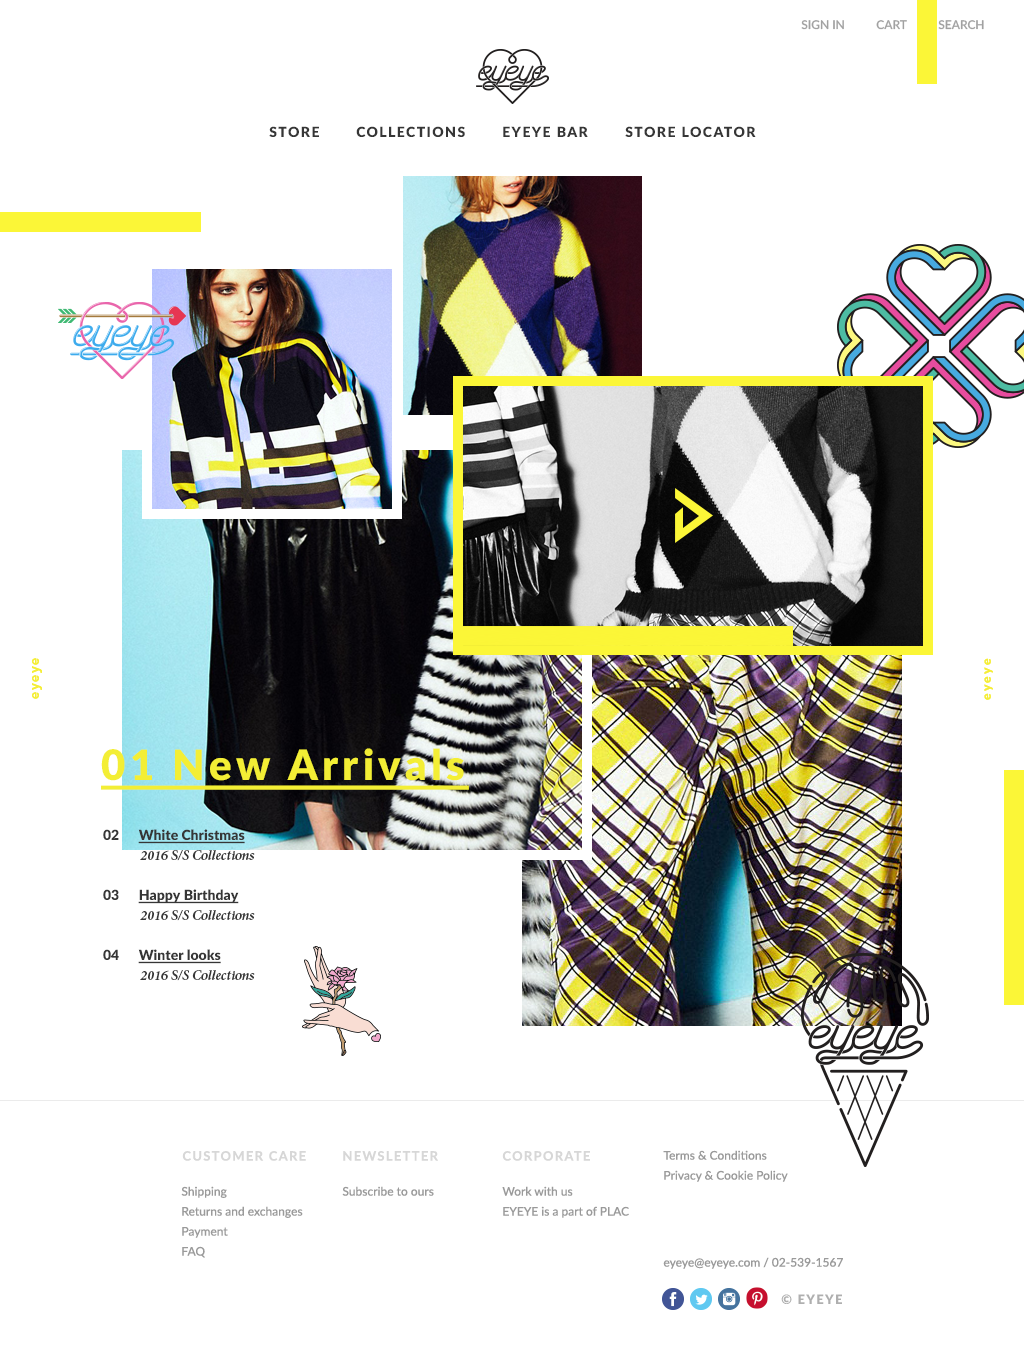 SIGN IN CART SEARCH
eyeye
STORE COLLECTIONS EYEYE BAR STORE LOCATOR
eyeye
eyeye
eyeye
01 New Arrivals
02 White Christmas
2016 S/S Collections
03 Happy Birthday
2016 S/S Collections
04 Winter looks
2016 S/S Collections
eyeye
CUSTOMER CARE
Shipping
Returns and exchanges
Payment
FAQ
NEWSLETTER
Subscribe to ours
CORPORATE
Work with us
EYEYE is a part of PLAC
Terms & Conditions
Privacy & Cookie Policy
eyeye@eyeye.com / 02-539-1567
© EYEYE